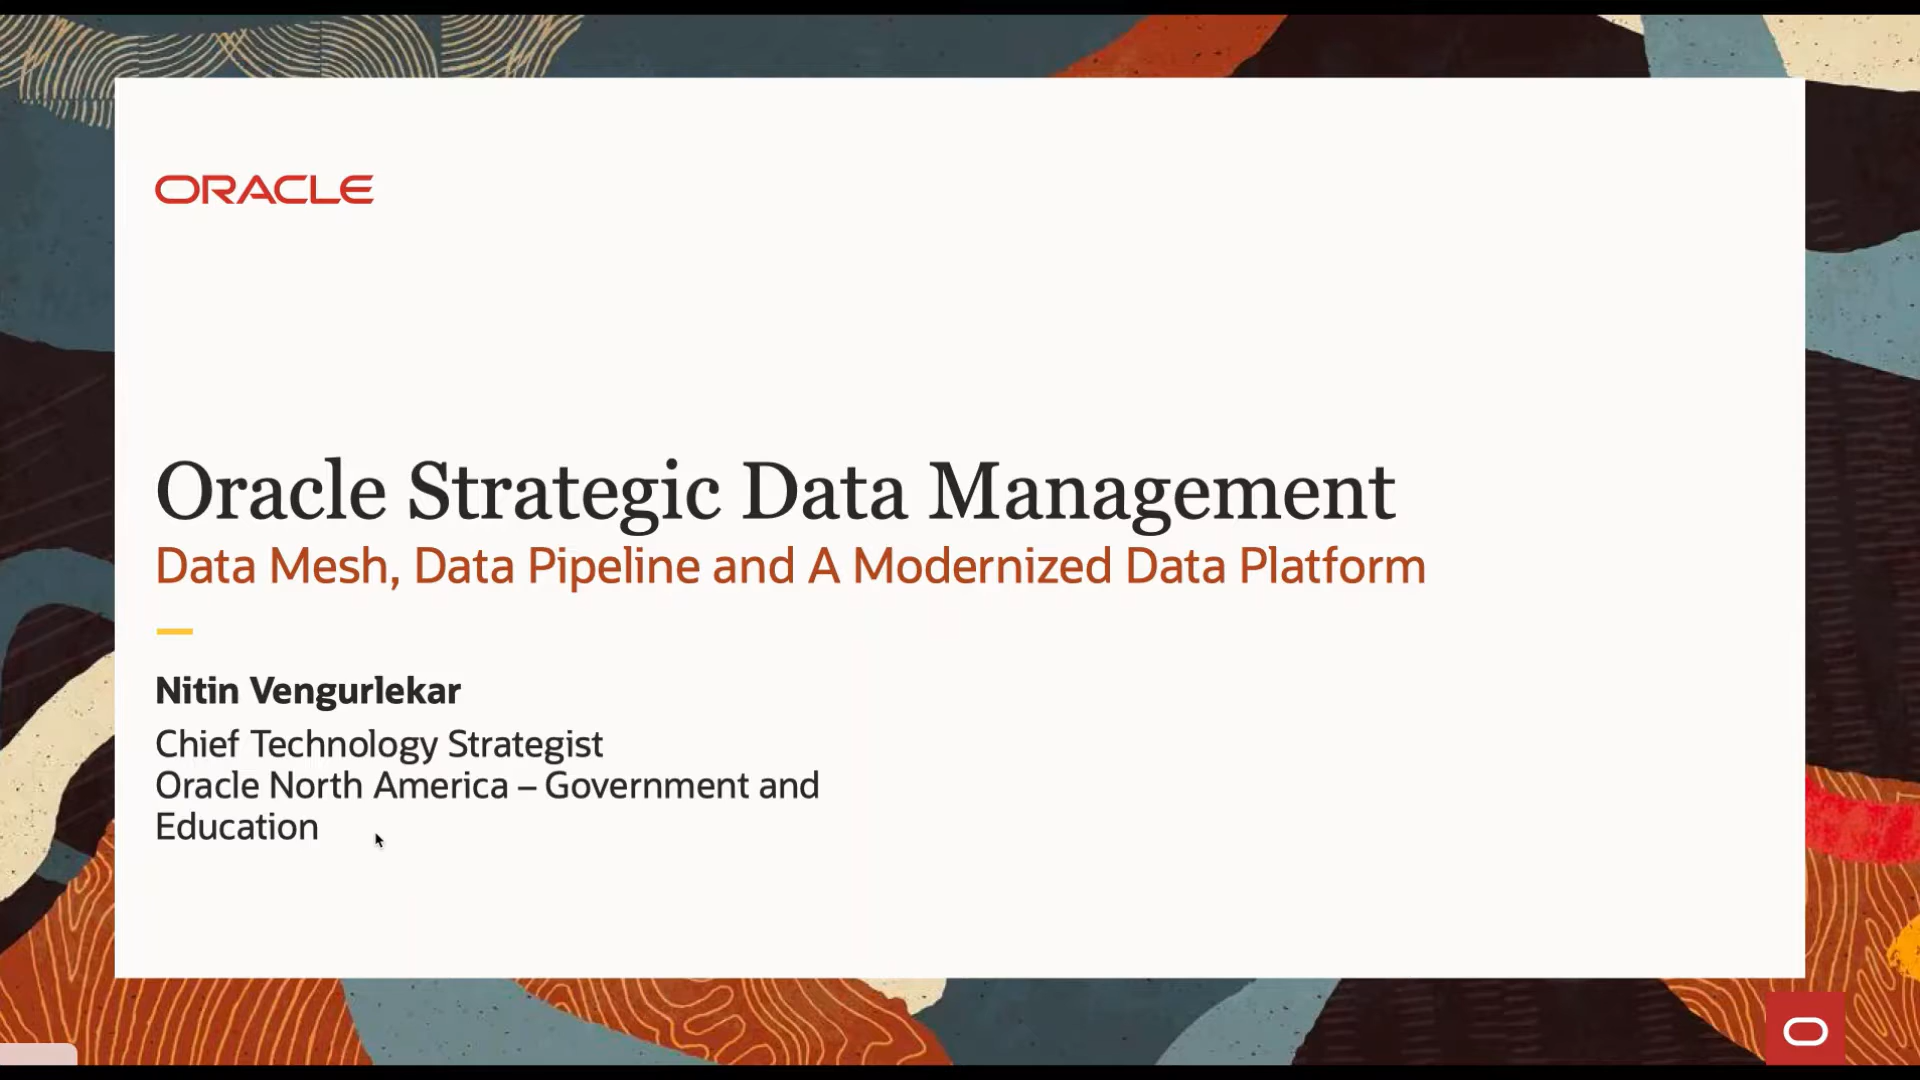 ORACLE
Oracle Strategic Data Management
Data Mesh, Data Pipeline and A Modernized Data Platform
Nitin Vengurlekar
Chief Technology Strategist
Oracle North America – Government and
Education